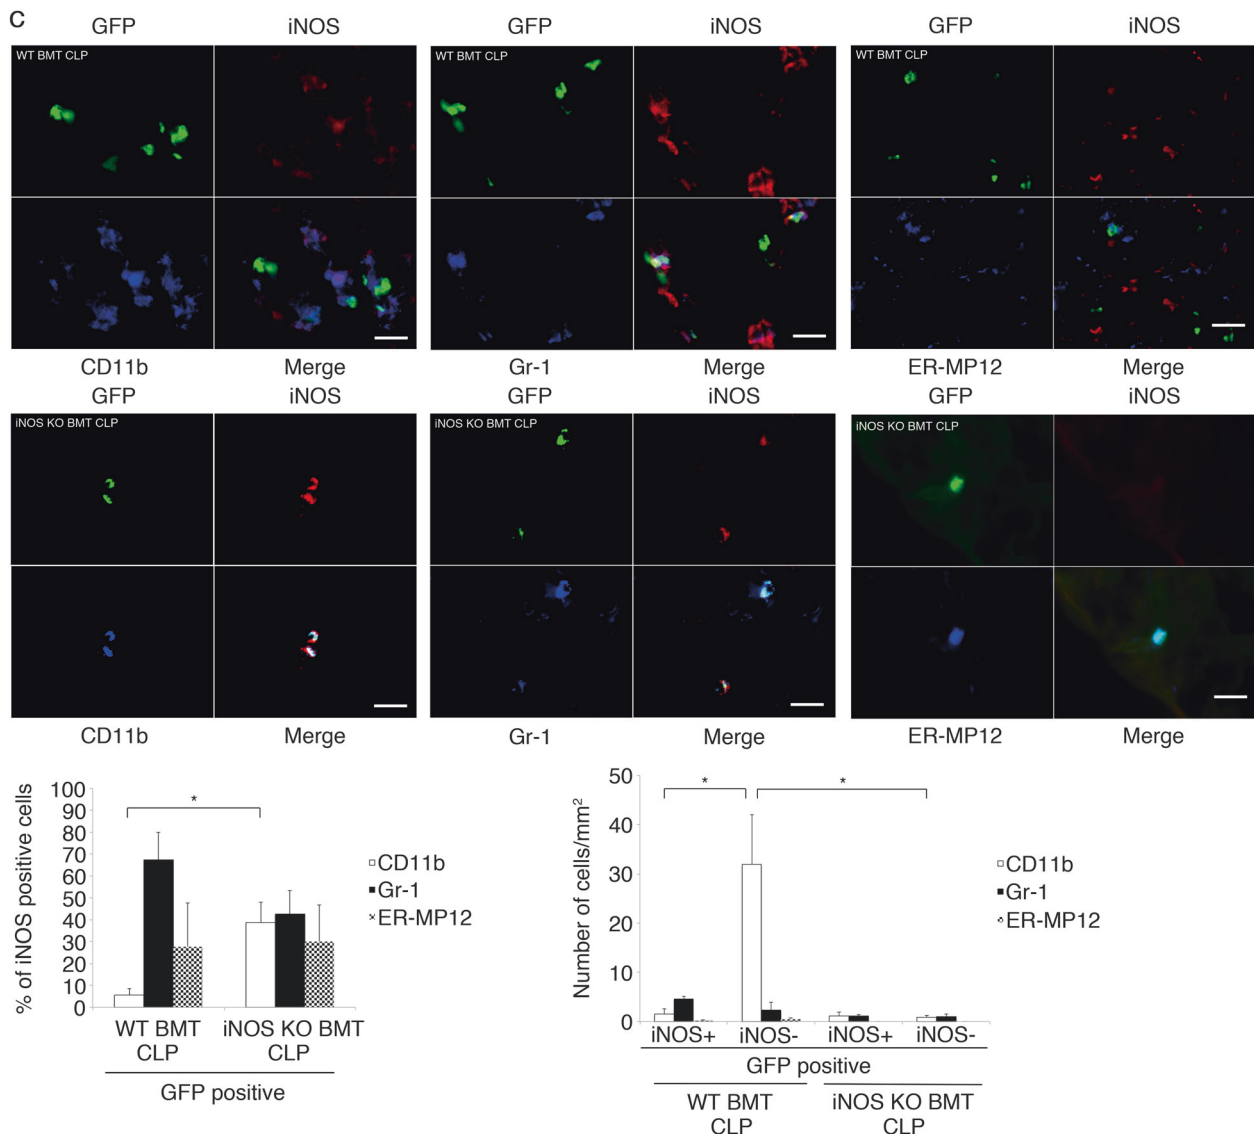 C
GFP iNOS GFP iNOS GFP iNOS
WT BMT CLP WT BMT CLP WT BMT CLP
CD11b Merge Gr-1 Merge ER-MP12 Merge
GFP iNOS GFP iNOS GFP iNOS
iNOS KO BMT CLP iNOS KO BMT CLP iNOS KO BMT CLP
CD11b Merge Gr-1 Merge ER-MP12 Merge
% of iNOS positive cells
100
90
80
70
60
50
40
30
20
10
0
*
CD11b
Gr-1
ER-MP12
WT BMT iNOS KO BMT
CLP CLP
GFP positive
Number of cells/mm²
50
40
30
20
10
0
* *
CD11b
Gr-1
ER-MP12
iNOS+ iNOS- iNOS+ iNOS-
GFP positive
WT BMT iNOS KO BMT
CLP CLP